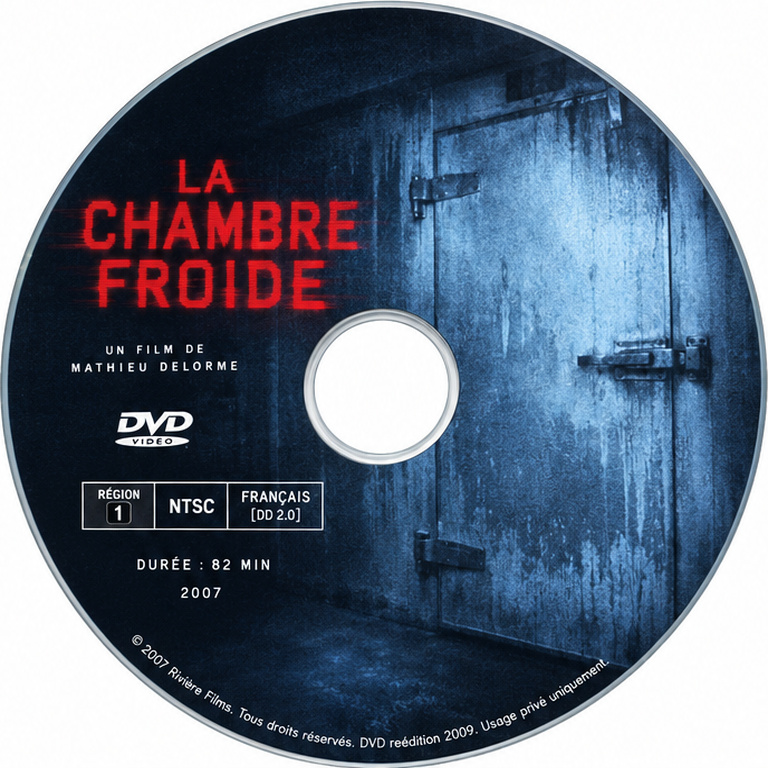 LA
CHAMBRE
FROIDE
UN FILM DE
MATHIEU DELORME
DVD
VIDEO
RÉGION
1
NTSC
FRANÇAIS
[DD 2.0]
DURÉE : 82 MIN
2007
© 2007 Rivière Films. Tous droits réservés. DVD reédition 2009. Usage privé uniquement.